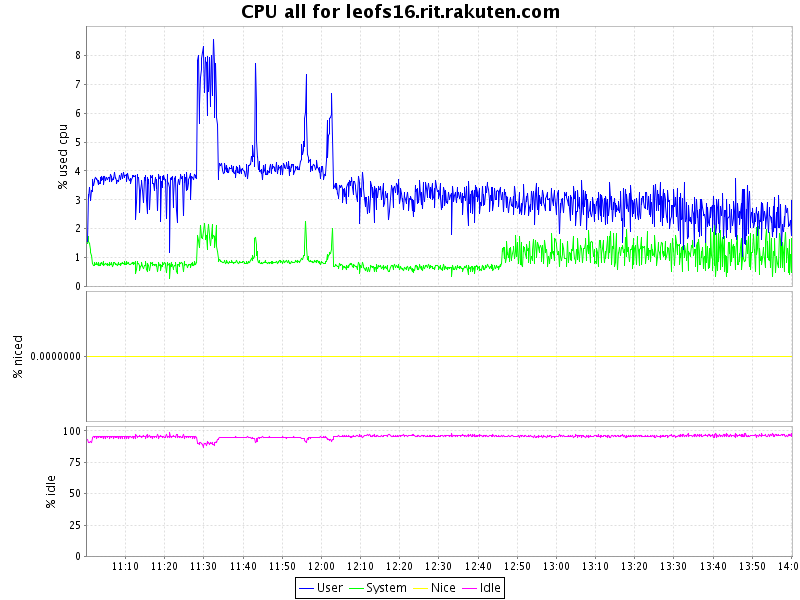 CPU all for leofs16.rit.rakuten.com
% used cpu
8
7
6
5
4
3
2
1
0
% niced
0.0000000
% idle
100
75
50
25
0
11:10 11:20 11:30 11:40 11:50 12:00 12:10 12:20 12:30 12:40 12:50 13:00 13:10 13:20 13:30 13:40 13:50 14:0
User System Nice Idle